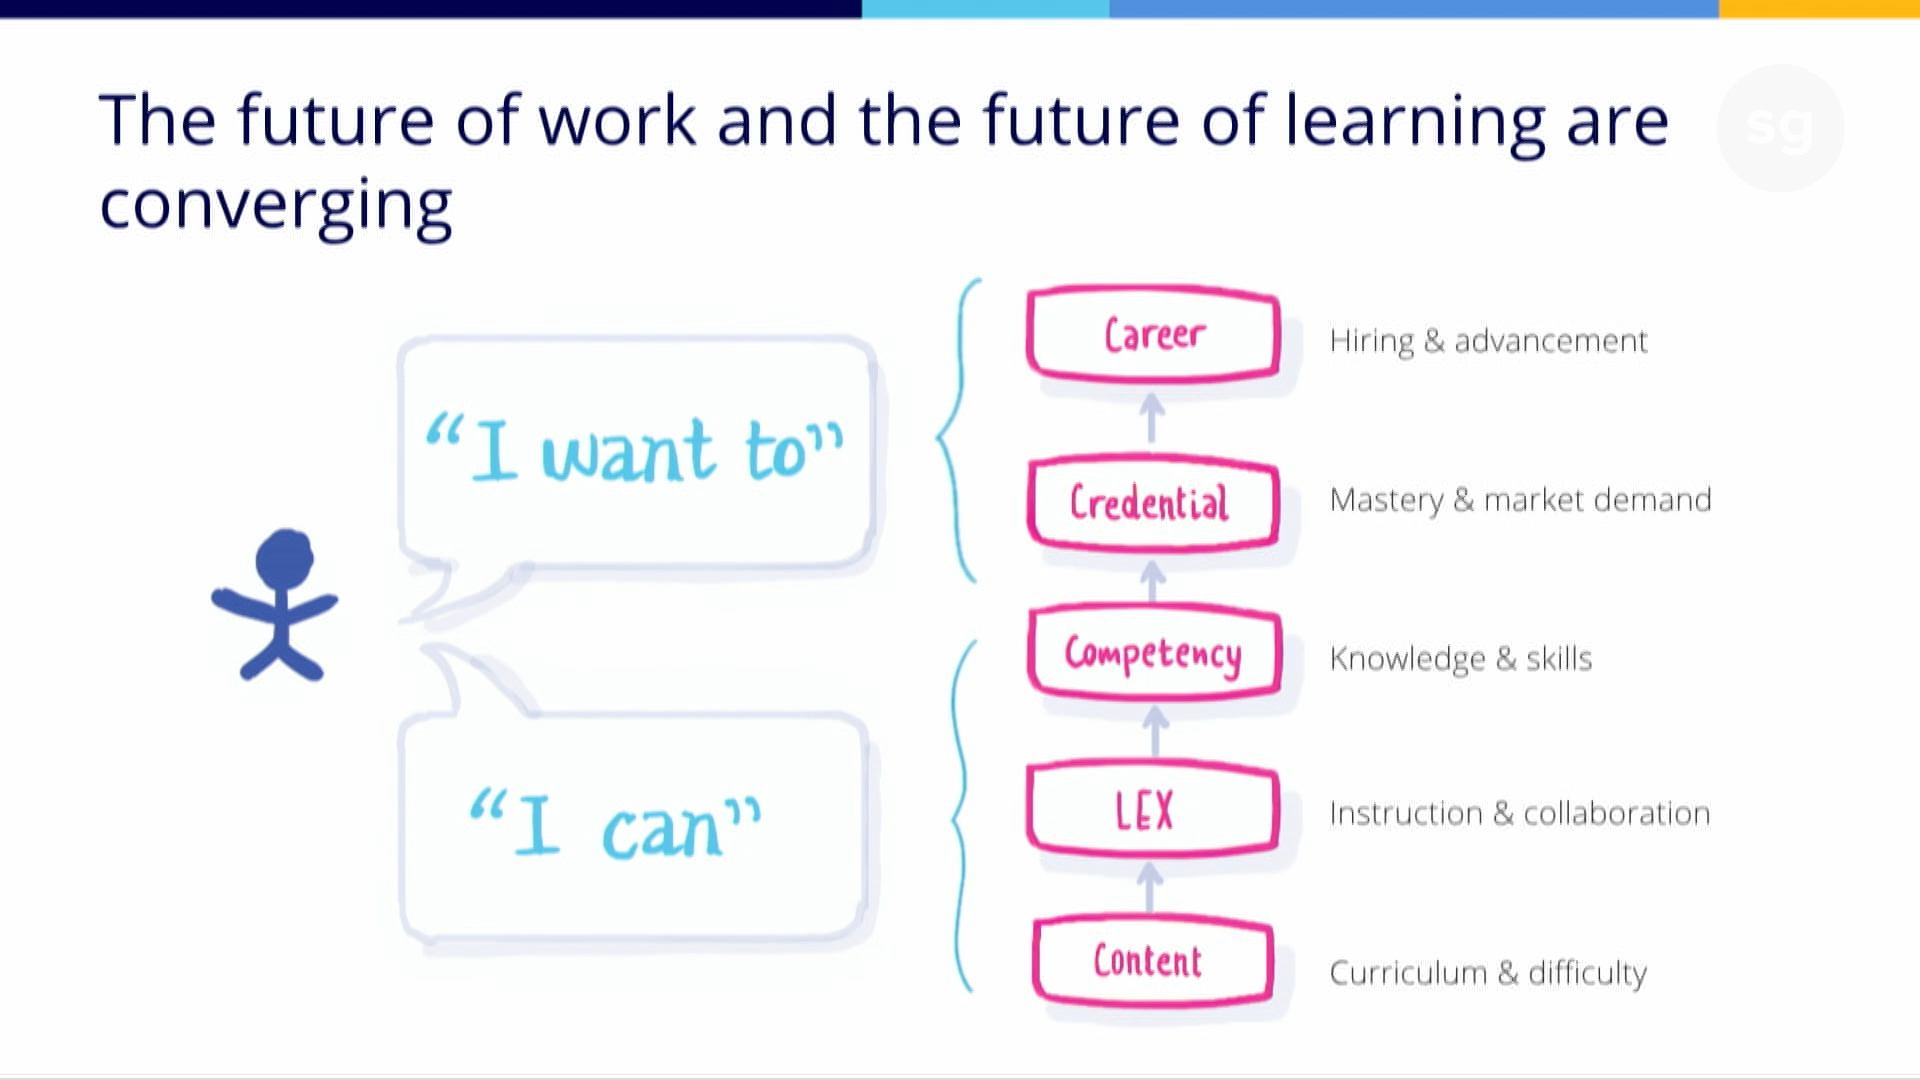 The future of work and the future of learning are
converging
sg
“I want to”
“I can”
Career
Hiring & advancement
Credential
Mastery & market demand
Competency
Knowledge & skills
LEX
Instruction & collaboration
Content
Curriculum & difficulty